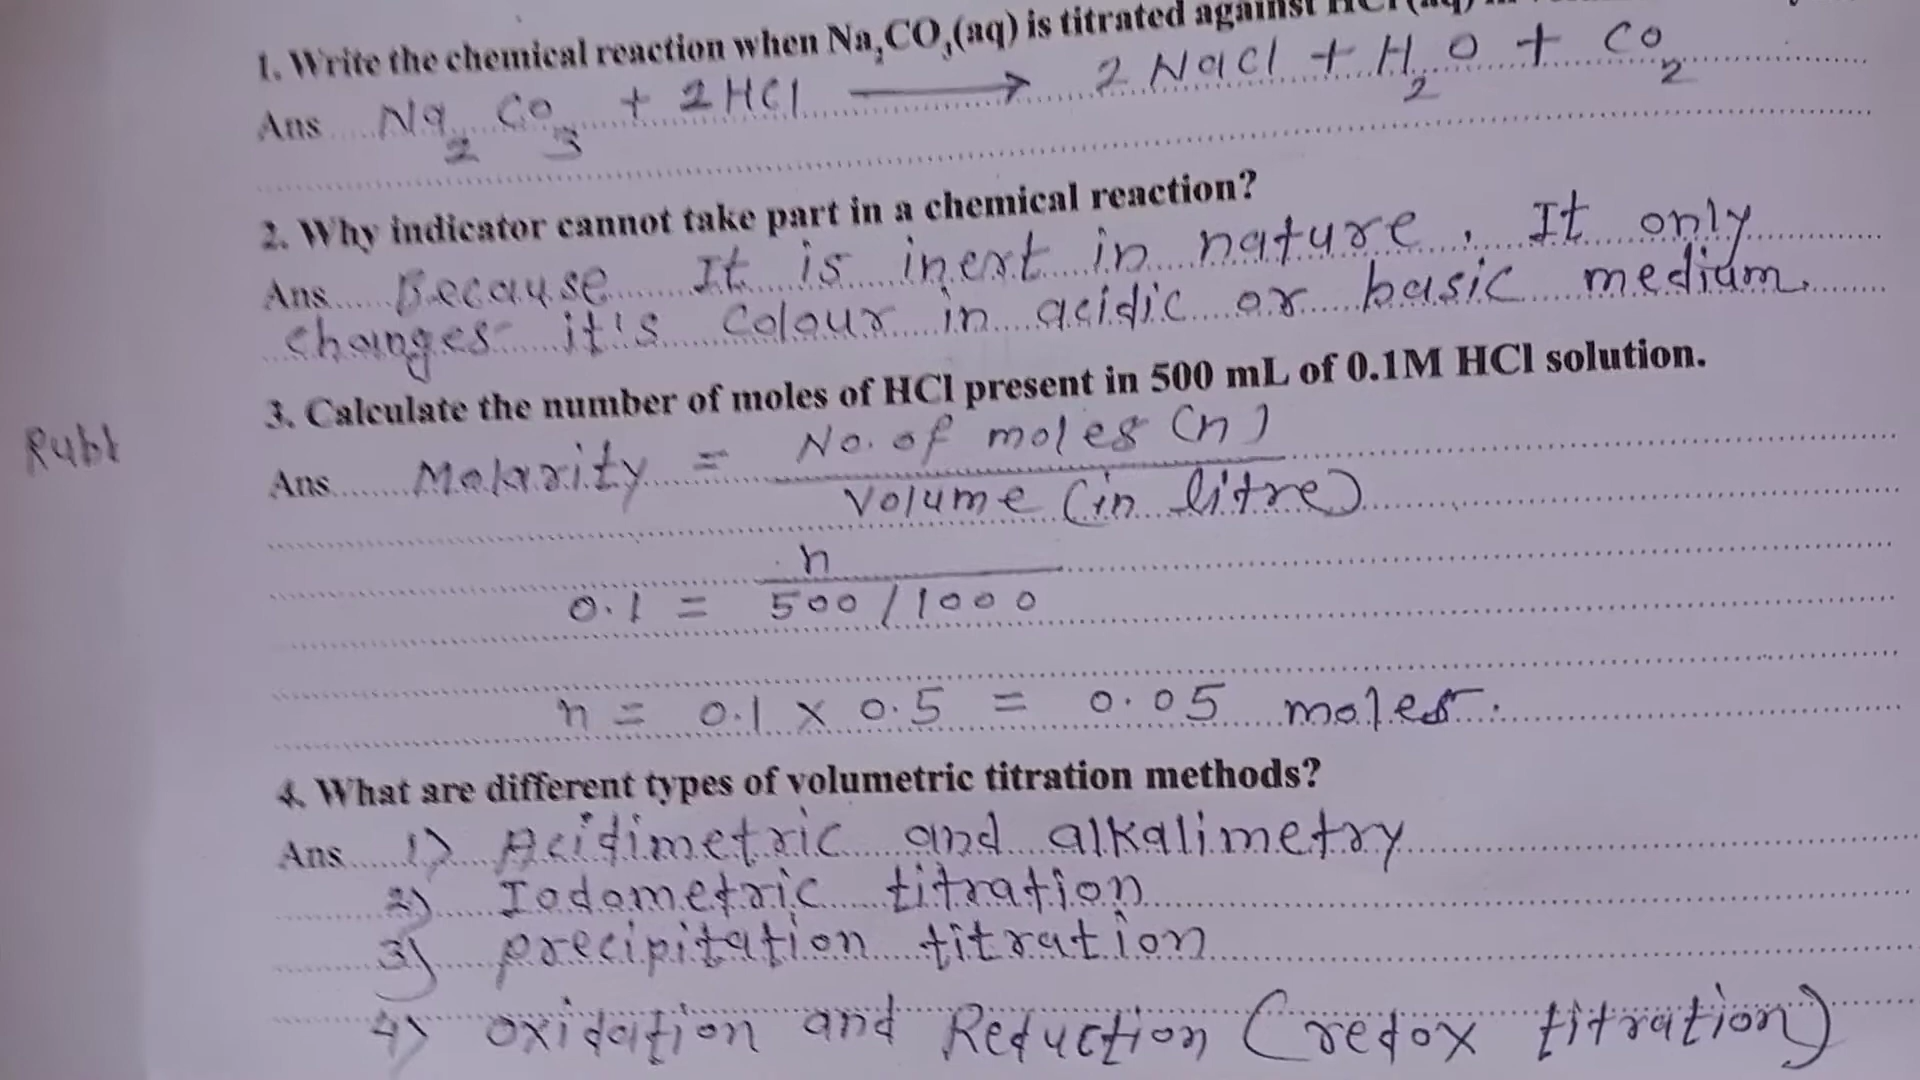 1. Write the chemical reaction when Na₂CO₃(aq) is titrated against HCl(aq)
Ans Na₂CO₃ + 2HCl ⟶ 2NaCl + H₂O + CO₂
2. Why indicator cannot take part in a chemical reaction?
Ans Because It is inert in nature, It only
changes it's colour in acidic or basic medium.
3. Calculate the number of moles of HCl present in 500 mL of 0.1M HCl solution.
Rubl
No. of moles (n)
Ans Molarity =
Volume (in litre)
n
0.1 = 500/1000
n = 0.1 × 0.5 = 0.05 moles.
4. What are different types of volumetric titration methods?
Ans 1) Acidimetric and alkalimetry
2) Iodometric titration
3) precipitation titration
4) oxidation and Reduction (redox titration)